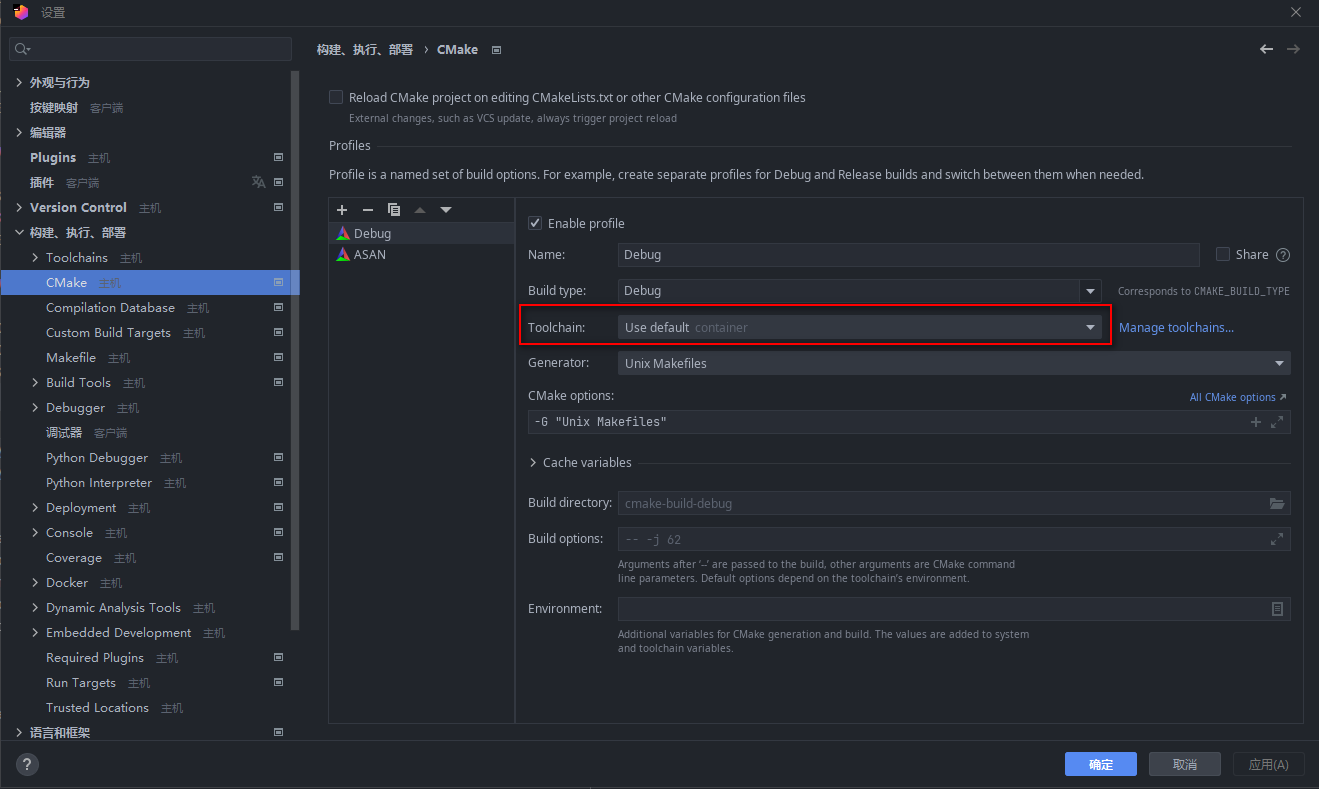 设置
构建、执行、部署 › CMake
外观与行为
按键映射 客户端
编辑器
Plugins 主机
插件 客户端
Version Control 主机
构建、执行、部署
Toolchains 主机
CMake 主机
Compilation Database 主机
Custom Build Targets 主机
Makefile 主机
Build Tools 主机
Debugger 主机
调试器 客户端
Python Debugger 主机
Python Interpreter 主机
Deployment 主机
Console 主机
Coverage 主机
Docker 主机
Dynamic Analysis Tools 主机
Embedded Development 主机
Required Plugins 主机
Run Targets 主机
Trusted Locations 主机
语言和框架
Reload CMake project on editing CMakeLists.txt or other CMake configuration files
External changes, such as VCS update, always trigger project reload
Profiles
Profile is a named set of build options. For example, create separate profiles for Debug and Release builds and switch between them when needed.
Debug
ASAN
Enable profile
Name: Debug Share
Build type: Debug Corresponds to CMAKE_BUILD_TYPE
Toolchain: Use default container Manage toolchains...
Generator: Unix Makefiles
CMake options: All CMake options ↗
-G "Unix Makefiles"
Cache variables
Build directory: cmake-build-debug
Build options: -- -j 62
Arguments after '--' are passed to the build, other arguments are CMake command
line parameters. Default options depend on the toolchain's environment.
Environment:
Additional variables for CMake generation and build. The values are added to system
and toolchain variables.
?
确定 取消 应用(A)